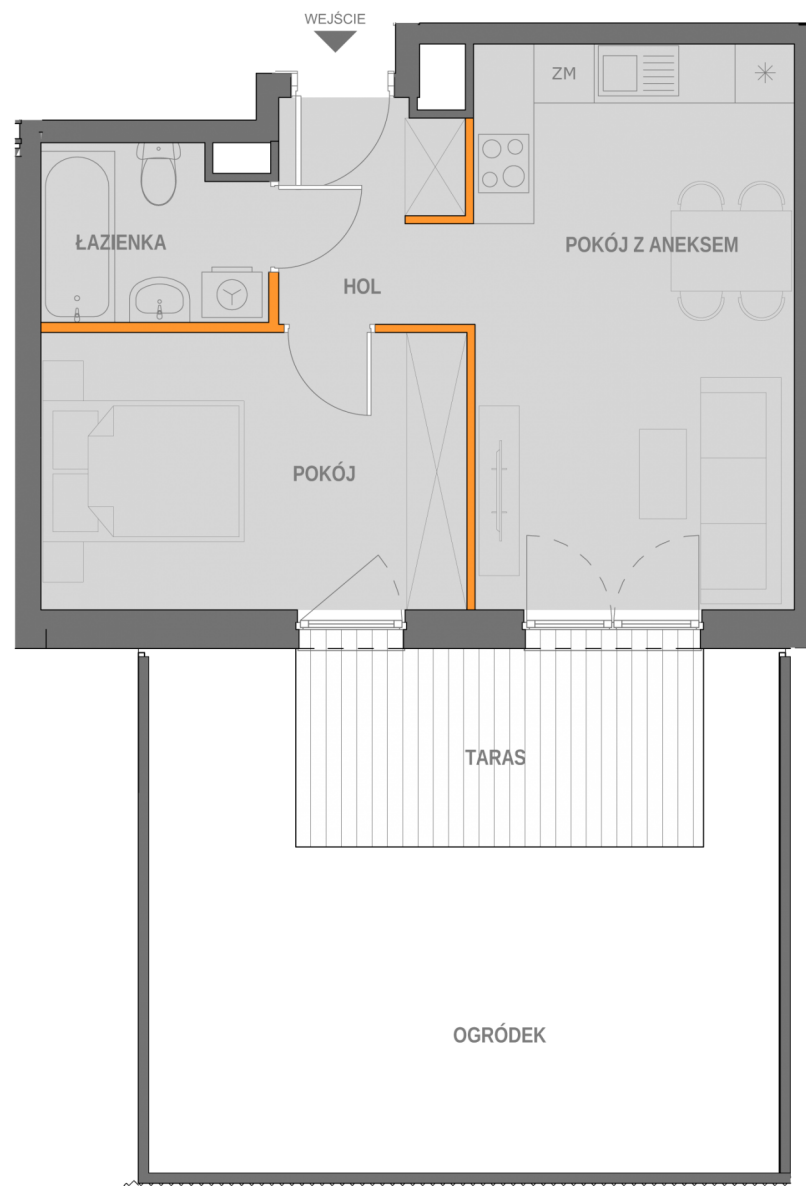 WEJŚCIE
ZM
ŁAZIENKA
POKÓJ Z ANEKSEM
HOL
POKÓJ
TARAS
OGRÓDEK